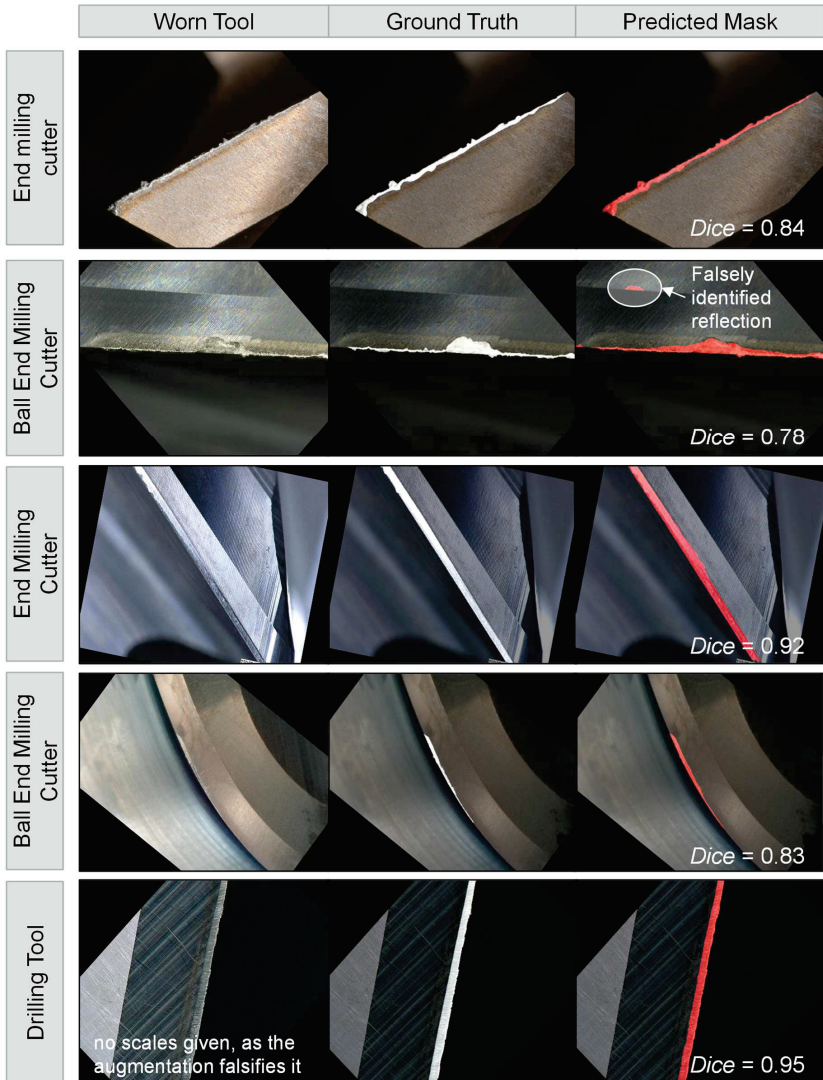 Worn Tool
Ground Truth
Predicted Mask
End milling
cutter
Dice = 0.84
Ball End Milling
Cutter
Falsely
identified
reflection
Dice = 0.78
End Milling
Cutter
Dice = 0.92
Ball End Milling
Cutter
Dice = 0.83
Drilling Tool
no scales given, as the
augmentation falsifies it
Dice = 0.95